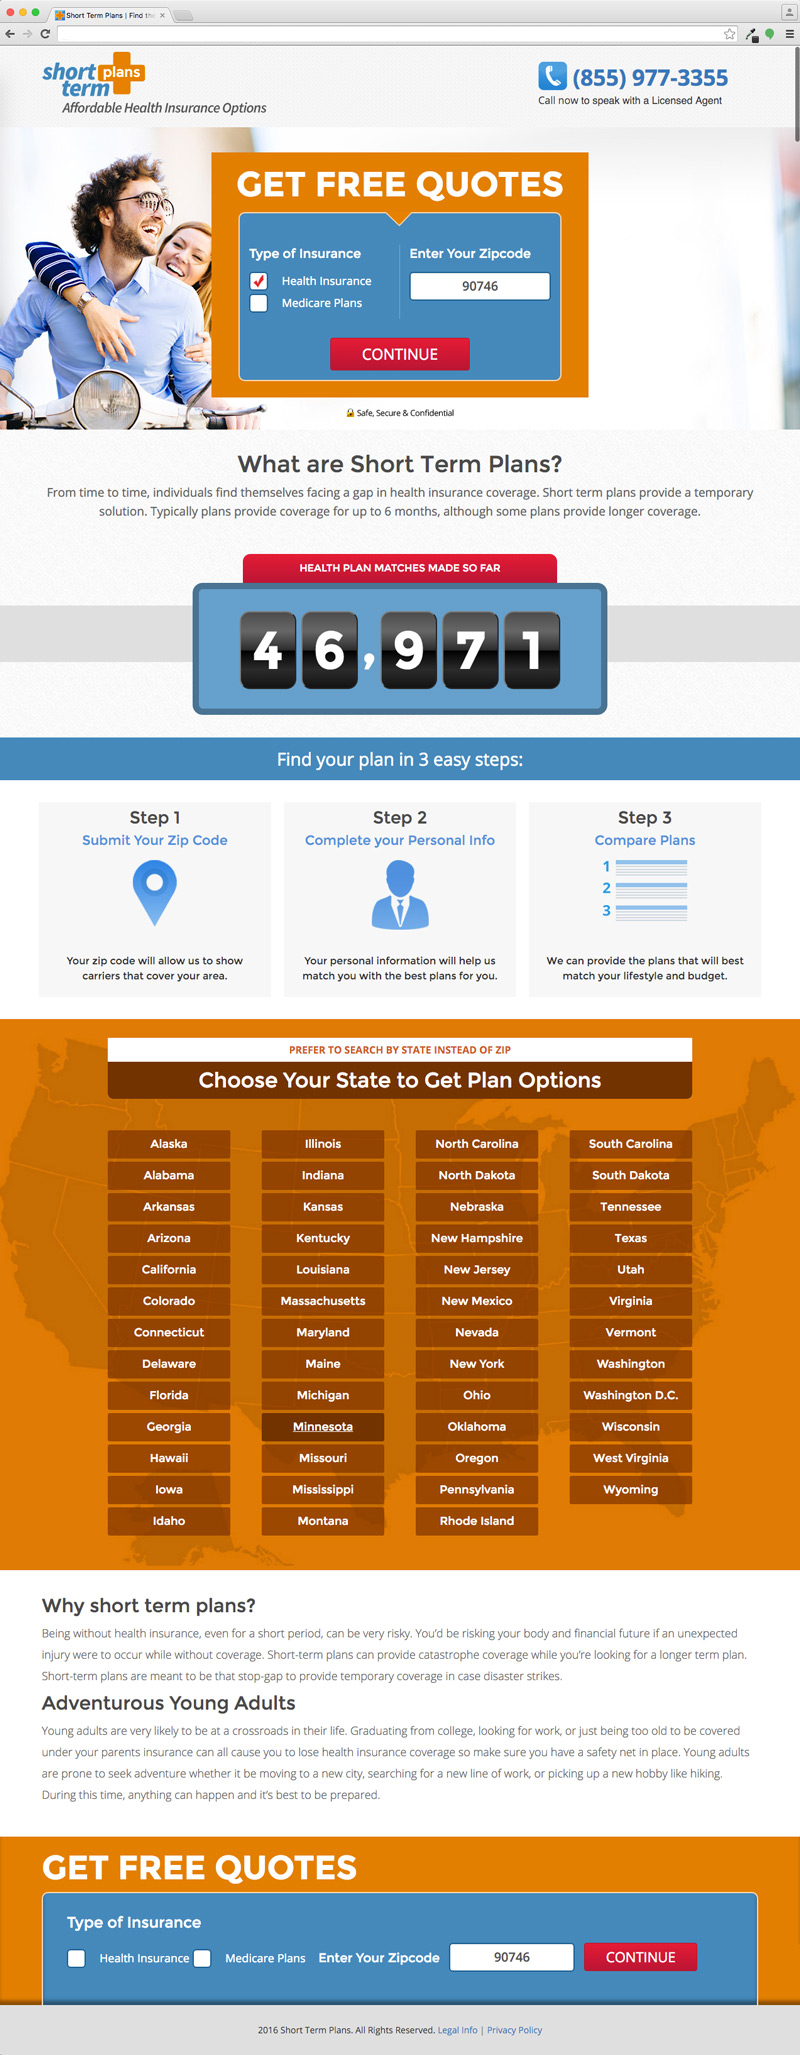 Short Term Plans | Find the
short plans
term
Affordable Health Insurance Options
(855) 977-3355
Call now to speak with a Licensed Agent
GET FREE QUOTES
Type of Insurance
Enter Your Zipcode
Health Insurance
90746
Medicare Plans
CONTINUE
Safe, Secure & Confidential
What are Short Term Plans?
From time to time, individuals find themselves facing a gap in health insurance coverage. Short term plans provide a temporary
solution. Typically plans provide coverage for up to 6 months, although some plans provide longer coverage.
HEALTH PLAN MATCHES MADE SO FAR
46,971
Find your plan in 3 easy steps:
Step 1
Submit Your Zip Code
Your zip code will allow us to show
carriers that cover your area.
Step 2
Complete your Personal Info
Your personal information will help us
match you with the best plans for you.
Step 3
Compare Plans
1
2
3
We can provide the plans that will best
match your lifestyle and budget.
PREFER TO SEARCH BY STATE INSTEAD OF ZIP
Choose Your State to Get Plan Options
Alaska
Alabama
Arkansas
Arizona
California
Colorado
Connecticut
Delaware
Florida
Georgia
Hawaii
Iowa
Idaho
Illinois
Indiana
Kansas
Kentucky
Louisiana
Massachusetts
Maryland
Maine
Michigan
Minnesota
Missouri
Mississippi
Montana
North Carolina
North Dakota
Nebraska
New Hampshire
New Jersey
New Mexico
Nevada
New York
Ohio
Oklahoma
Oregon
Pennsylvania
Rhode Island
South Carolina
South Dakota
Tennessee
Texas
Utah
Virginia
Vermont
Washington
Washington D.C.
Wisconsin
West Virginia
Wyoming
Why short term plans?
Being without health insurance, even for a short period, can be very risky. You'd be risking your body and financial future if an unexpected
injury were to occur while without coverage. Short-term plans can provide catastrophe coverage while you're looking for a longer term plan.
Short-term plans are meant to be that stop-gap to provide temporary coverage in case disaster strikes.
Adventurous Young Adults
Young adults are very likely to be at a crossroads in their life. Graduating from college, looking for work, or just being too old to be covered
under your parents insurance can all cause you to lose health insurance coverage so make sure you have a safety net in place. Young adults
are prone to seek adventure whether it be moving to a new city, searching for a new line of work, or picking up a new hobby like hiking.
During this time, anything can happen and it's best to be prepared.
GET FREE QUOTES
Type of Insurance
Health Insurance Medicare Plans Enter Your Zipcode 90746 CONTINUE
2016 Short Term Plans. All Rights Reserved. Legal Info | Privacy Policy